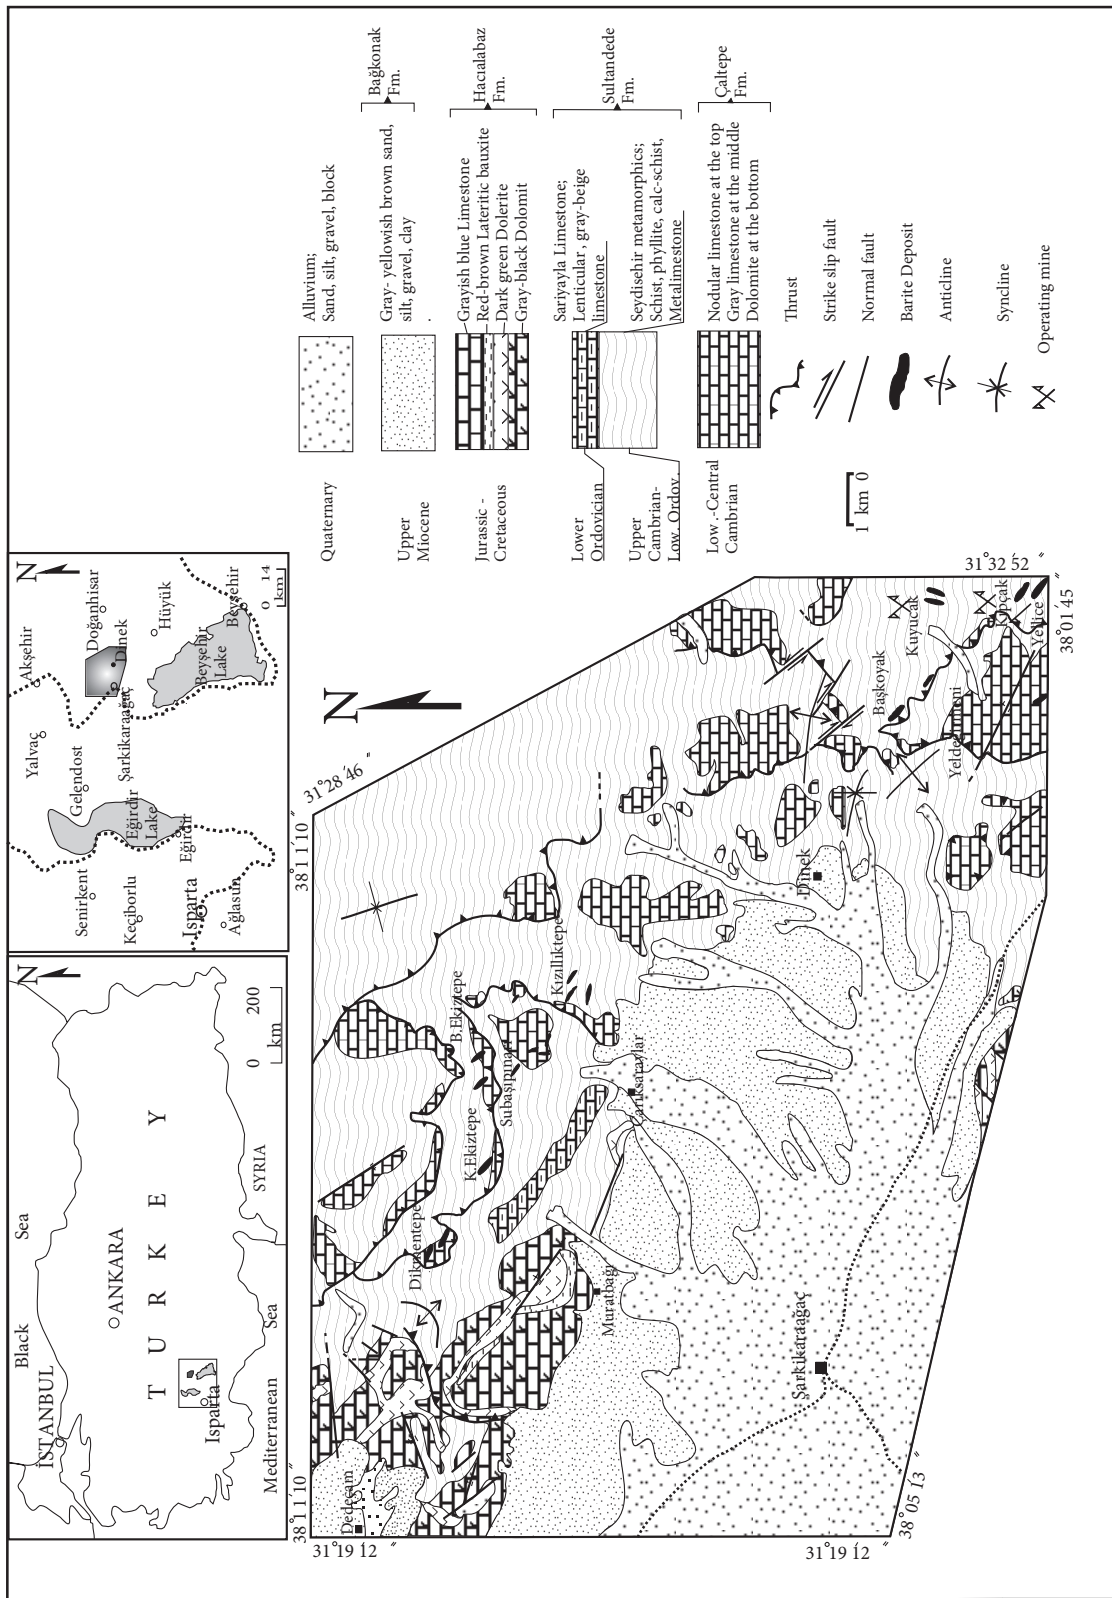 Black
Sea
İSTANBUL
ANKARA
T U R K E Y
Isparta
Mediterranean
Sea
SYRIA
0 200
km
N
Senirkent
Keçiborlu
Isparta
Ağlasun
Eğirdir
Eğirdir
Lake
Gelendost
Yalvaç
Şarkikaraağaç
Akşehir
Doğanhisar
Dinek
Hüyük
Beyşehir
Lake
Beyşehir
0 14
km
N
38°11´10˝
31°19´12˝
38°11´10˝
31°28´46˝
31°32´52˝
38°01´45˝
31°19´12˝
38°05´13˝
N
Dedeçam
Dikmentepe
K.Ekiztepe
B.Ekiztepe
Subaşıpınarı
Kızıllıktepe
Muratbağı
Çarıksaraylar
Şarkikaraağaç
Dinek
Başkoyak
Kuyucak
Kıpçak
Yellice
Yeldeğirmeni
1 km 0
Quaternary
Alluvium;
Sand, silt, gravel, block
Upper
Miocene
Gray- yellowish brown sand,
silt, gravel, clay
.
Bağkonak
Fm.
Jurassic -
Cretaceous
Grayish blue Limestone
Red-brown Lateritic bauxite
Dark green Dolerite
Gray-black Dolomit
Hacıalabaz
Fm.
Lower
Ordovician
Sariyayla Limestone;
Lenticular , gray-beige
limestone
Upper
Cambrian-
Low. Ordov.
Seydisehir metamorphics;
Schist, phyllite, calc-schist,
Metalimestone
Sultandede
Fm.
Low .-Central
Cambrian
Nodular limestone at the top
Gray limestone at the middle
Dolomite at the bottom
Çaltepe
Fm.
Thrust
Strike slip fault
Normal fault
Barite Deposit
Anticline
Syncline
Operating mine